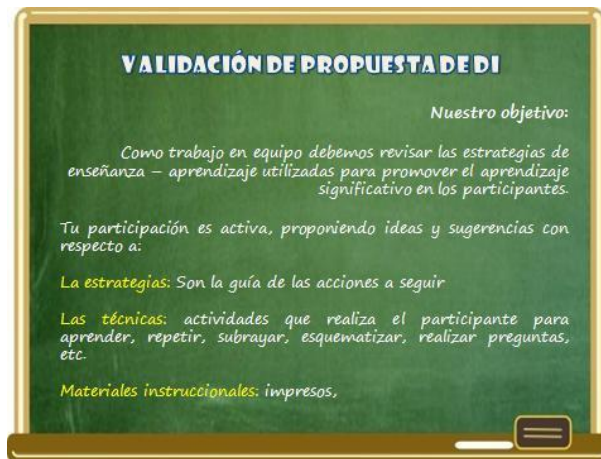 VALIDACIÓN DE PROPUESTA DE DI
Nuestro objetivo:
Como trabajo en equipo debemos revisar las estrategias de
enseñanza – aprendizaje utilizadas para promover el aprendizaje
significativo en los participantes.
Tu participación es activa, proponiendo ideas y sugerencias con
respecto a:
La estrategias: Son la guía de las acciones a seguir
Las técnicas: actividades que realiza el participante para
aprender, repetir, subrayar, esquematizar, realizar preguntas,
etc.
Materiales instruccionales: impresos,